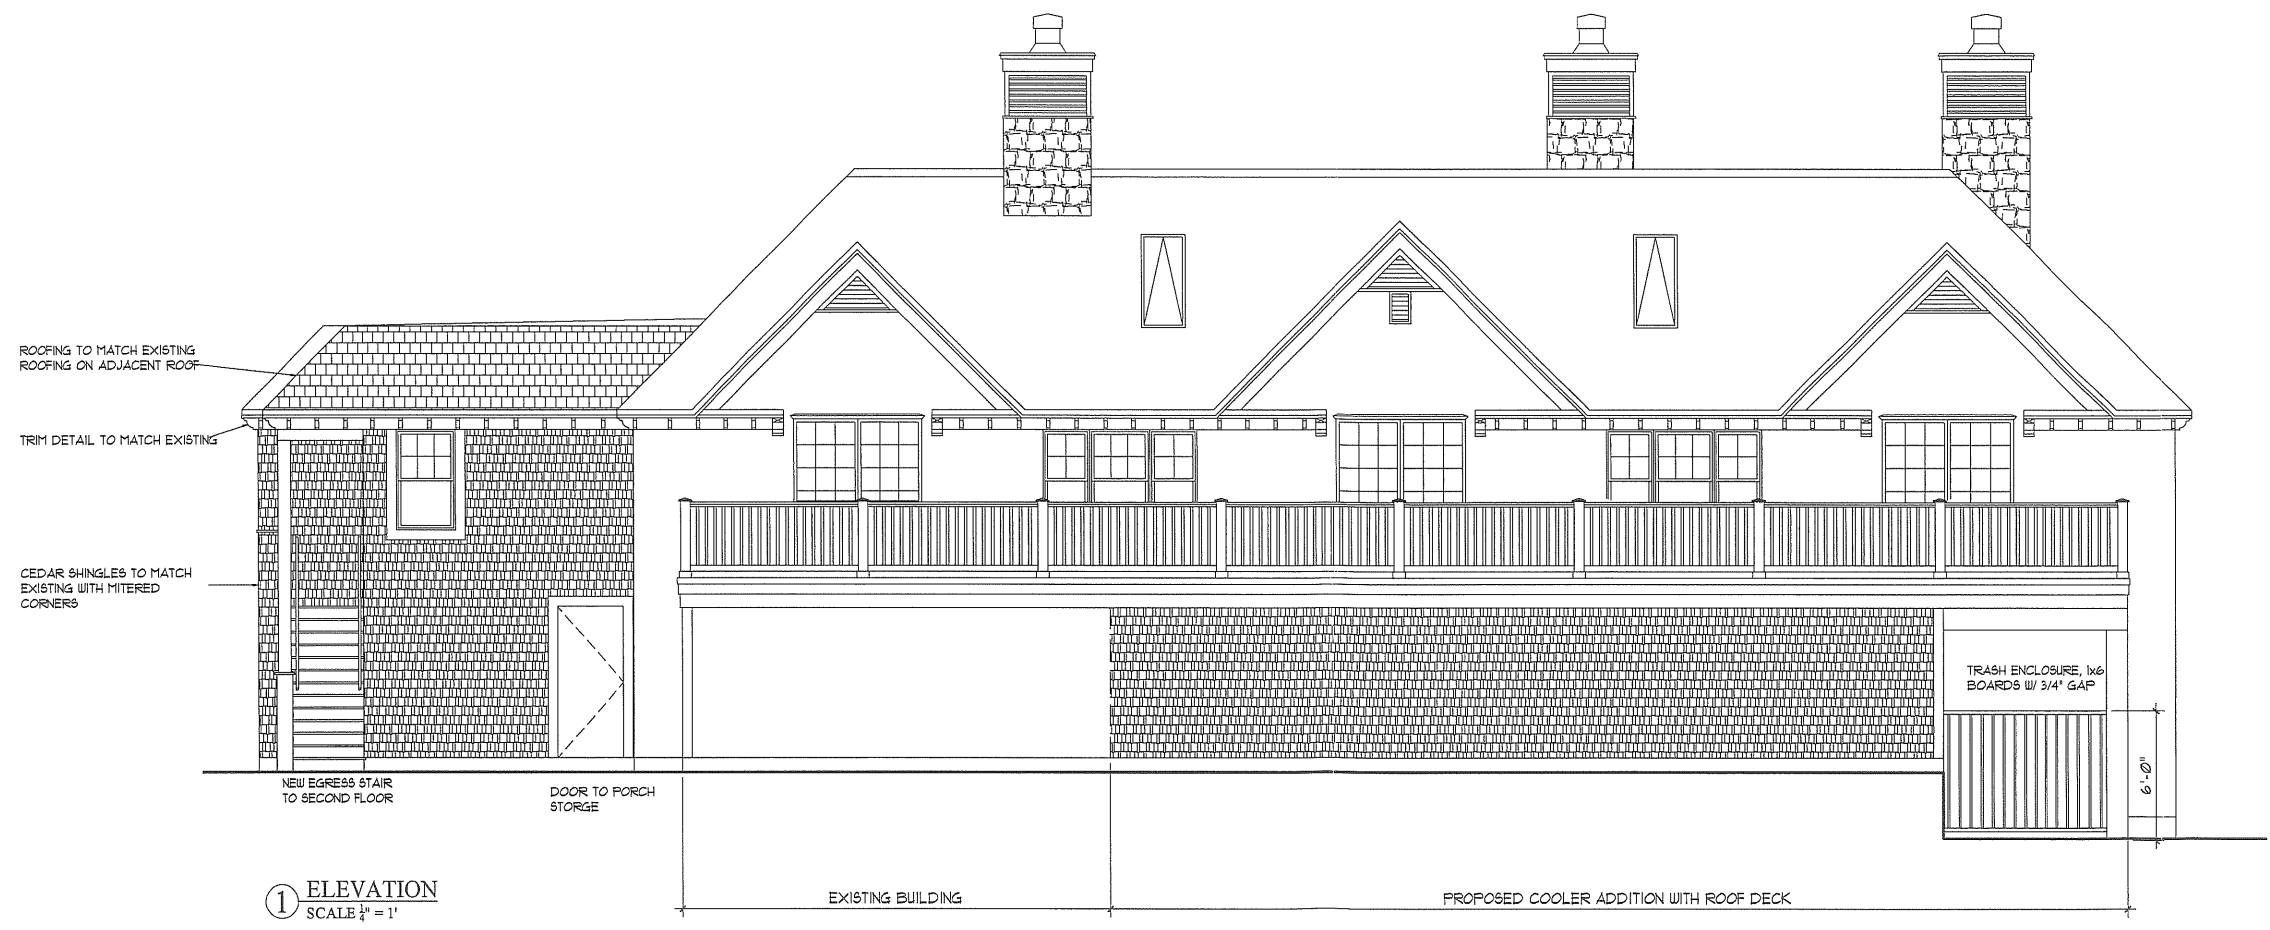 ROOFING TO MATCH EXISTING
ROOFING ON ADJACENT ROOF
TRIM DETAIL TO MATCH EXISTING
CEDAR SHINGLES TO MATCH
EXISTING WITH MITERED
CORNERS
TRASH ENCLOSURE, 1x6
BOARDS W/ 3/4" GAP
6'-0"
NEW EGRESS STAIR
TO SECOND FLOOR
DOOR TO PORCH
STORGE
EXISTING BUILDING
PROPOSED COOLER ADDITION WITH ROOF DECK
1 ELEVATION
SCALE ¼" = 1'